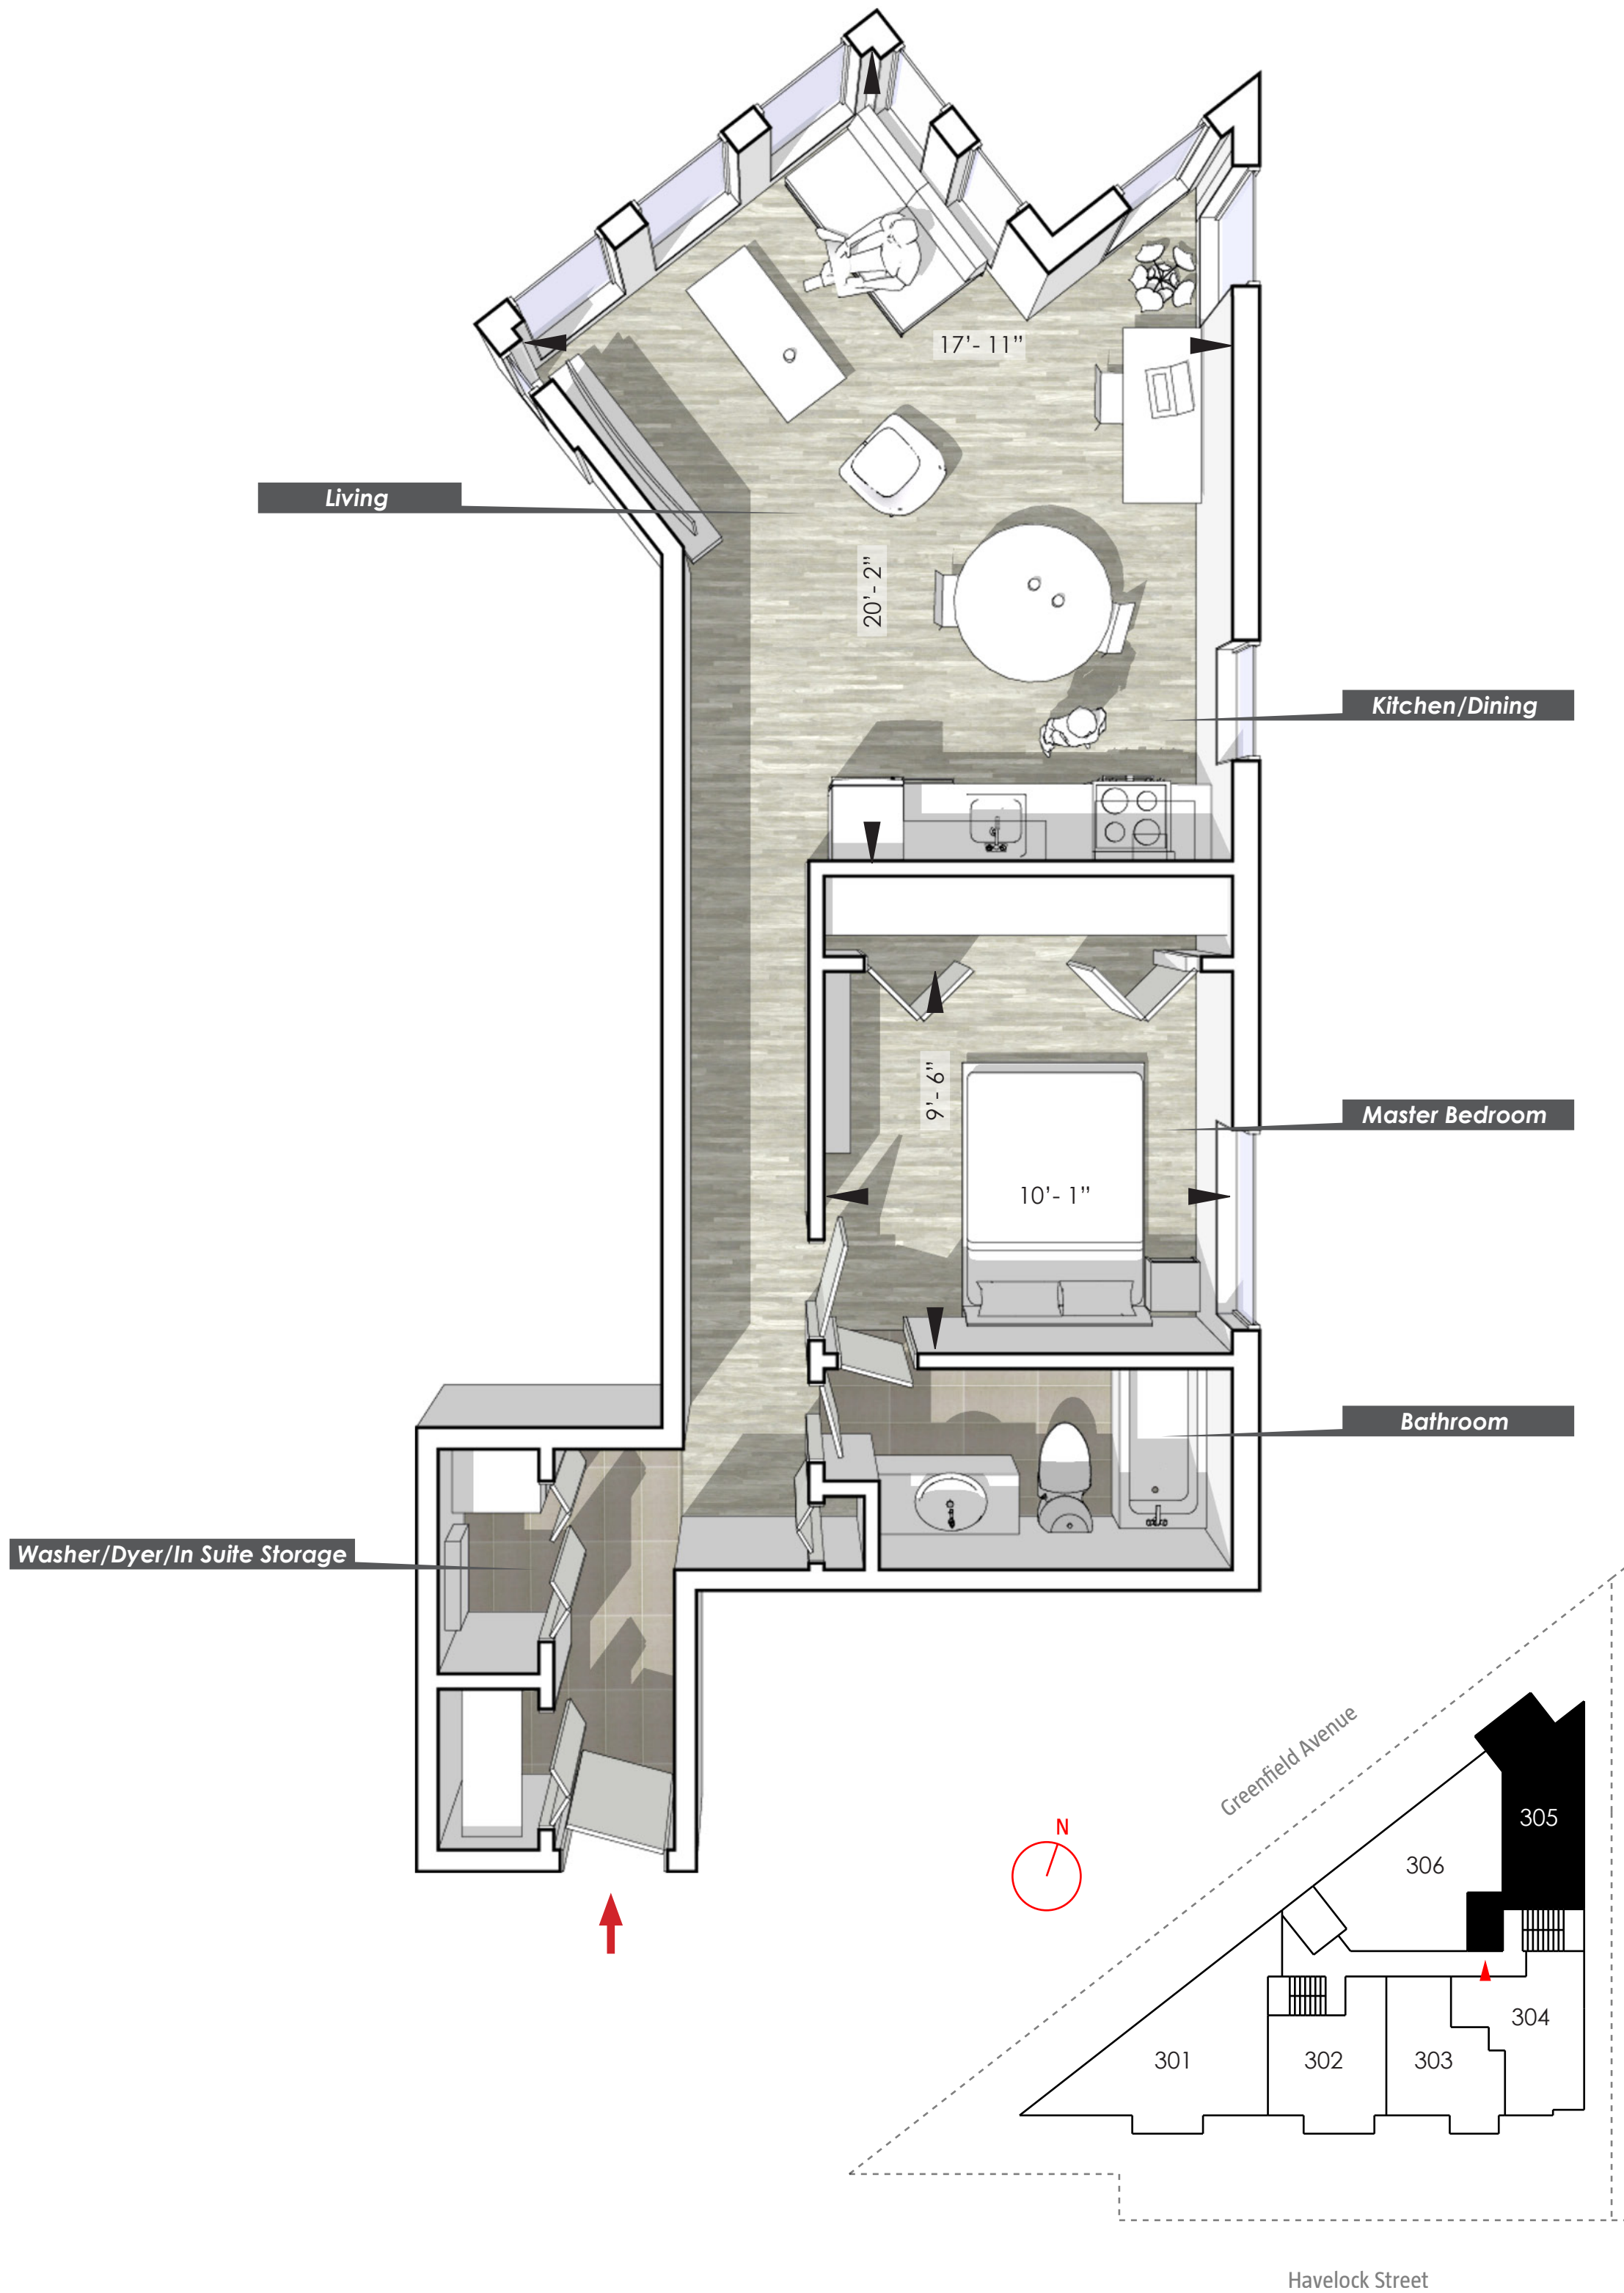 17’- 11”
Living
20’- 2”
Kitchen/Dining
9’- 6”
Master Bedroom
10’- 1”
Bathroom
Washer/Dyer/In Suite Storage
Greenfield Avenue
N
305
306
304
301
302
303
Havelock Street